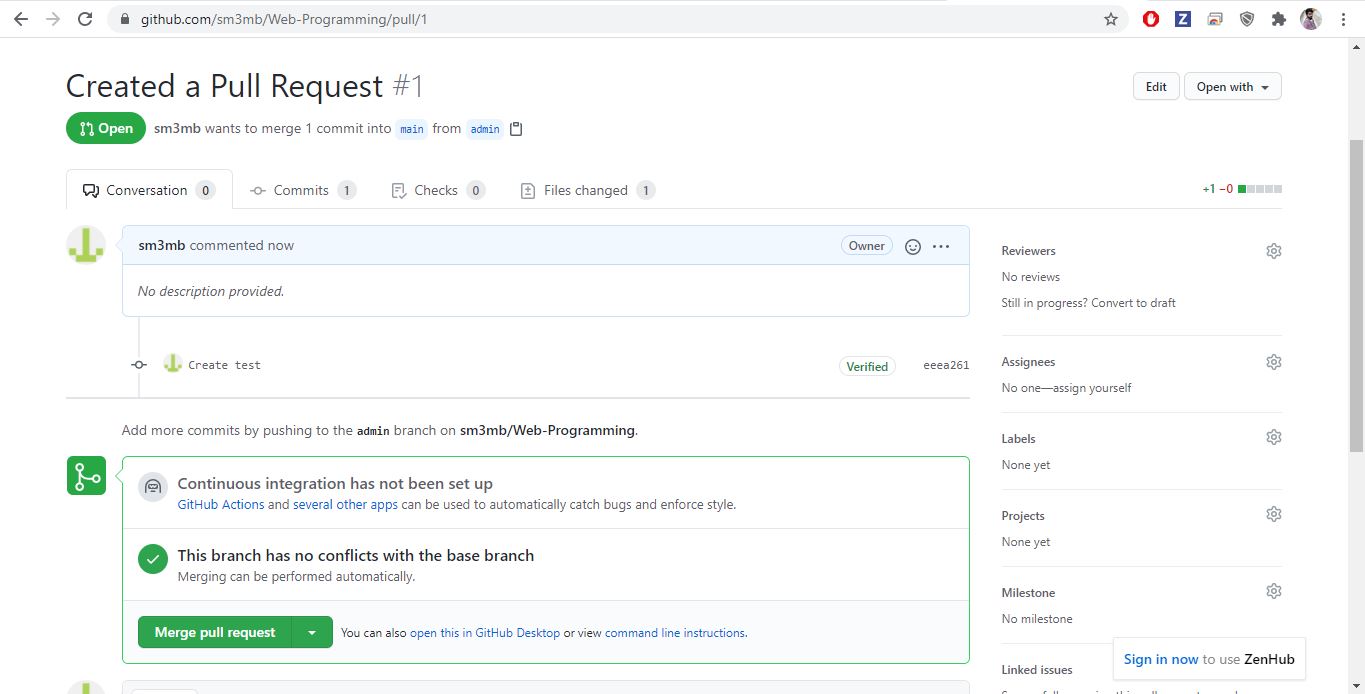 github.com/sm3mb/Web-Programming/pull/1
Created a Pull Request #1
Edit
Open with
Open
sm3mb wants to merge 1 commit into main from admin
Conversation 0
Commits 1
Checks 0
Files changed 1
+1 −0
sm3mb commented now
Owner
No description provided.
Create test
Verified
eeea261
Add more commits by pushing to the admin branch on sm3mb/Web-Programming.
Continuous integration has not been set up
GitHub Actions and several other apps can be used to automatically catch bugs and enforce style.
This branch has no conflicts with the base branch
Merging can be performed automatically.
Merge pull request
You can also open this in GitHub Desktop or view command line instructions.
Reviewers
No reviews
Still in progress? Convert to draft
Assignees
No one—assign yourself
Labels
None yet
Projects
None yet
Milestone
No milestone
Linked issues
Sign in now to use ZenHub